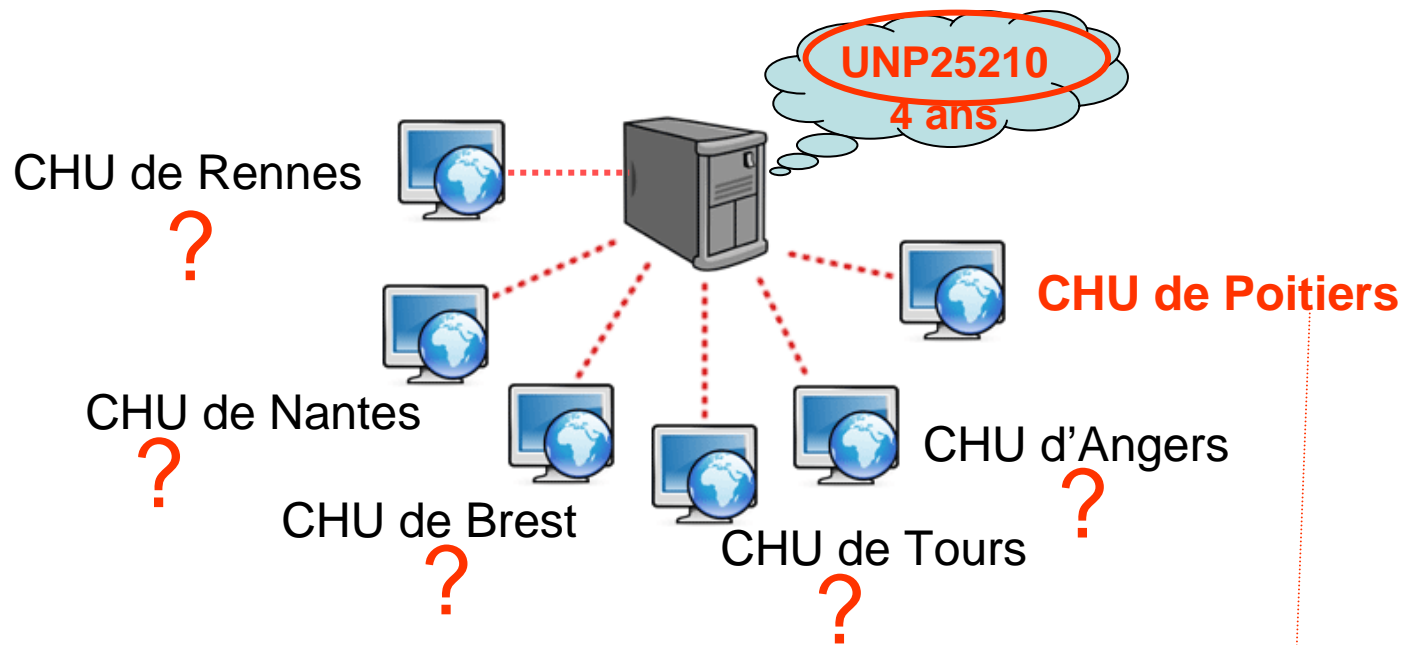 UNP25210
4 ans
CHU de Rennes
?
CHU de Poitiers
CHU de Nantes
?
CHU d’Angers
?
CHU de Brest
?
CHU de Tours
?